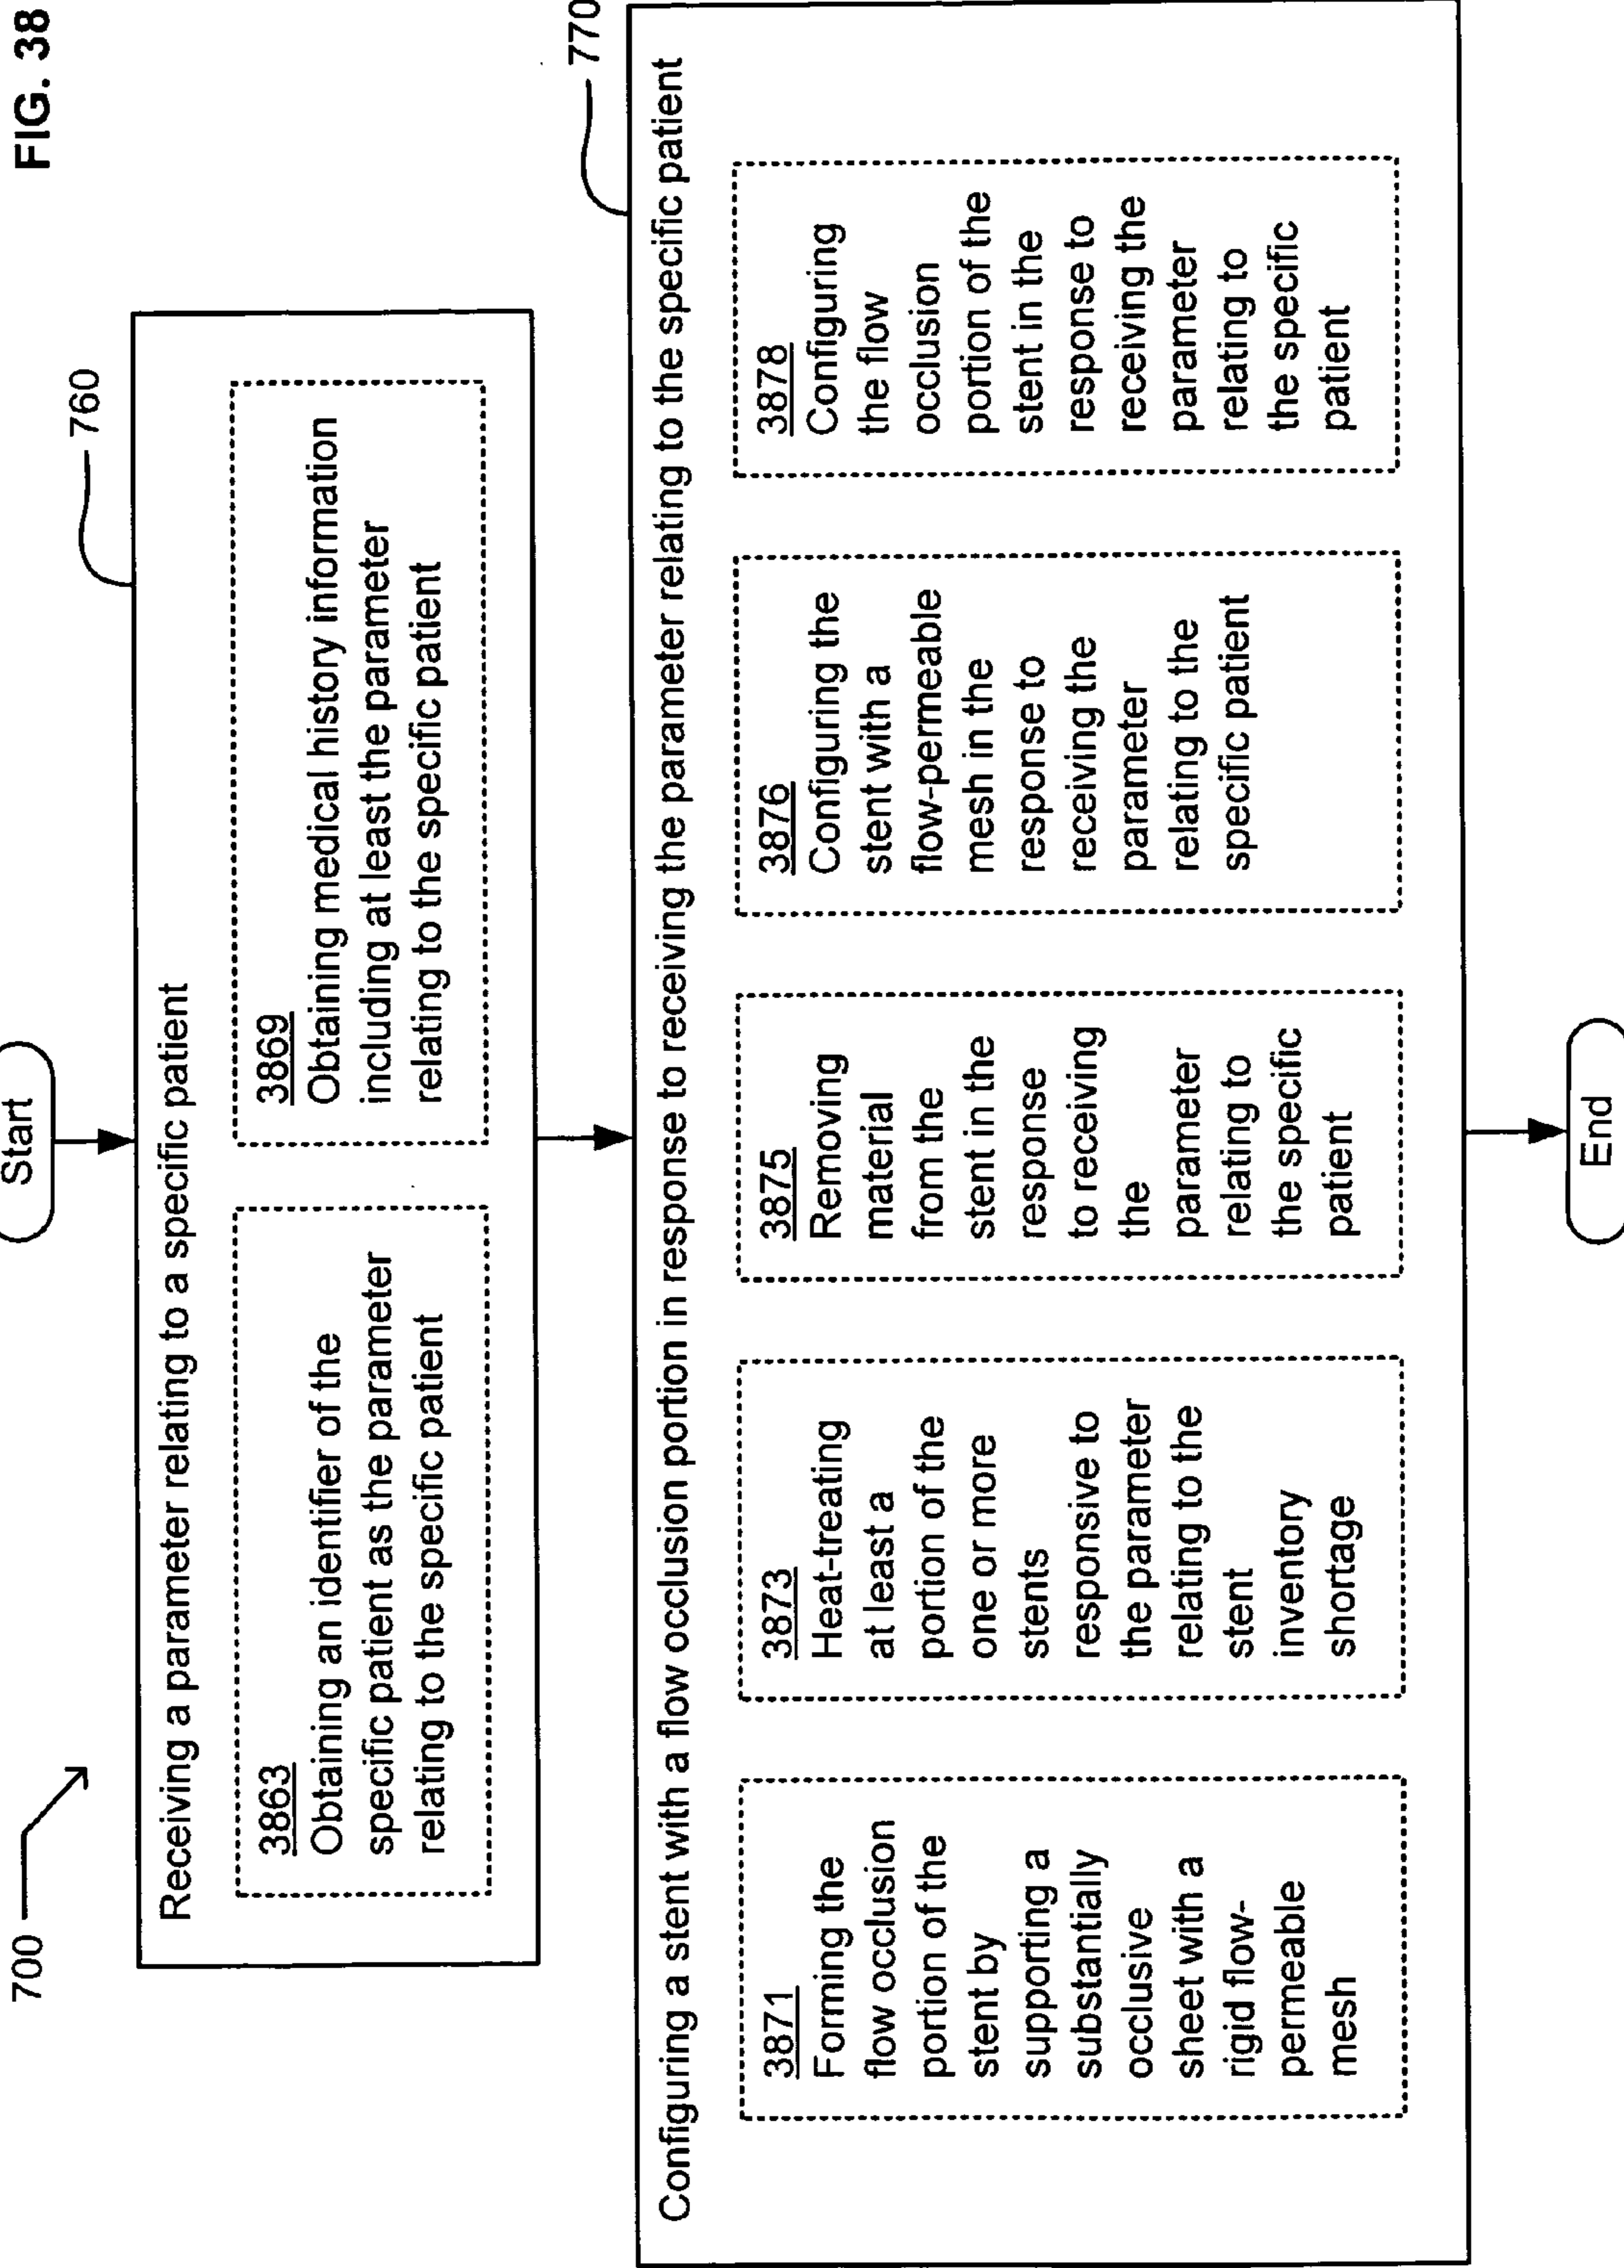 FIG. 38
700
Start
760
Receiving a parameter relating to a specific patient
3863
Obtaining an identifier of the
specific patient as the parameter
relating to the specific patient
3869
Obtaining medical history information
including at least the parameter
relating to the specific patient
770
Configuring a stent with a flow occlusion portion in response to receiving the parameter relating to the specific patient
3871
Forming the
flow occlusion
portion of the
stent by
supporting a
substantially
occlusive
sheet with a
rigid flow-
permeable
mesh
3873
Heat-treating
at least a
portion of the
one or more
stents
responsive to
the parameter
relating to the
stent
inventory
shortage
3875
Removing
material
from the
stent in the
response
to receiving
the
parameter
relating to
the specific
patient
3876
Configuring the
stent with a
flow-permeable
mesh in the
response to
receiving the
parameter
relating to the
specific patient
3878
Configuring
the flow
occlusion
portion of the
stent in the
response to
receiving the
parameter
relating to
the specific
patient
End